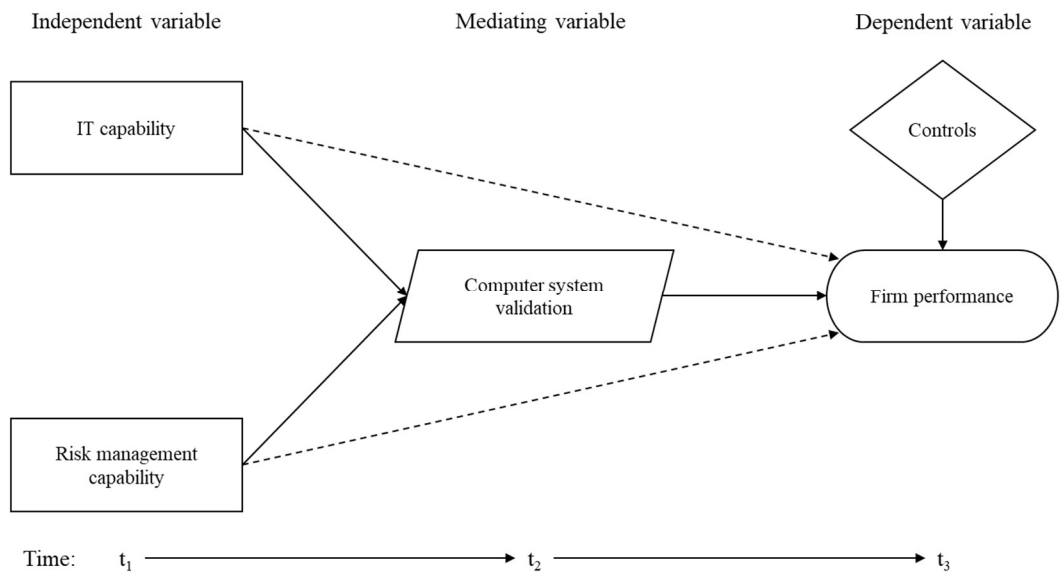 Independent variable
Mediating variable
Dependent variable
IT capability
Controls
Computer system
validation
Firm performance
Risk management
capability
Time: t₁ t₂ t₃